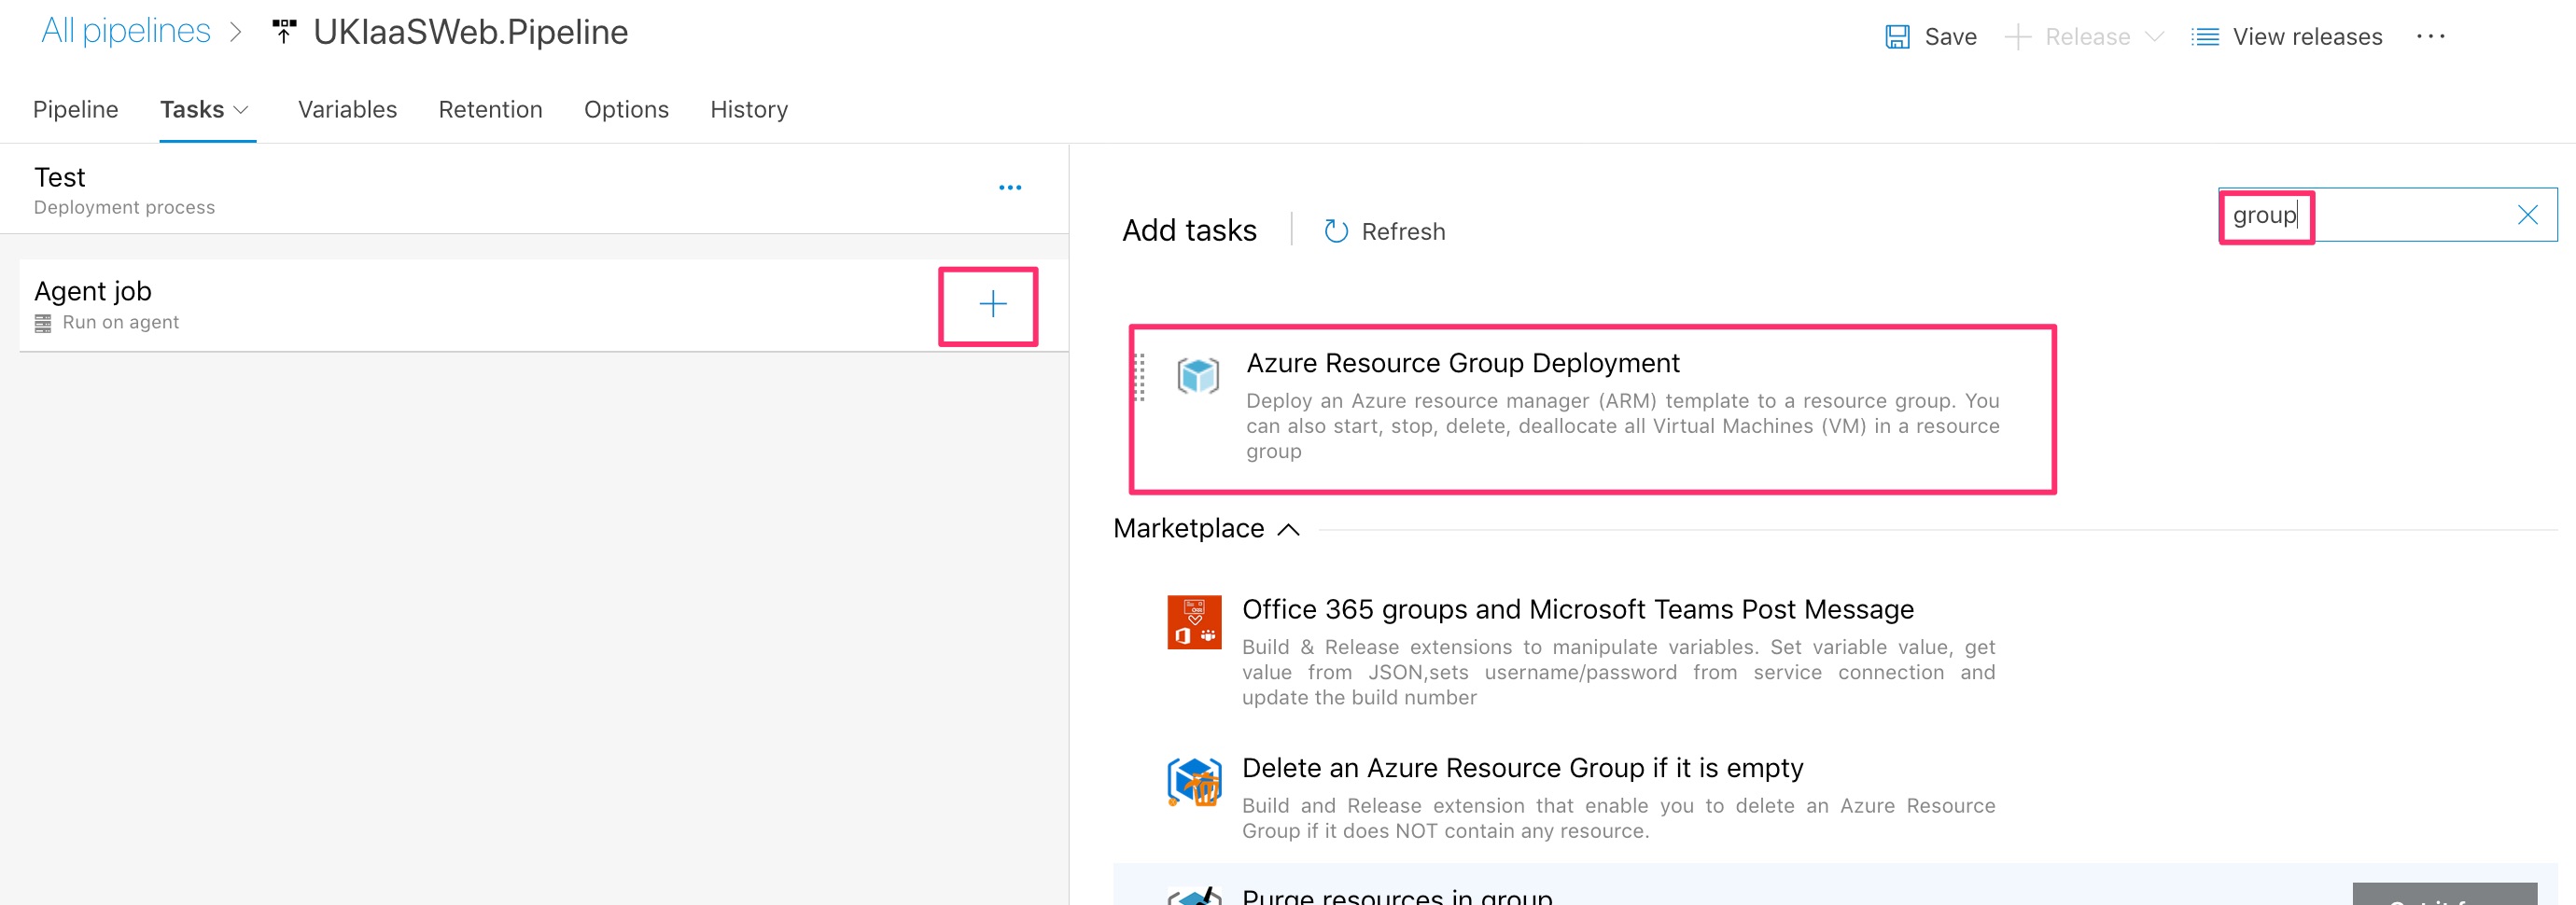 All pipelines > UKIaaSWeb.Pipeline
Save Release View releases ...
Pipeline Tasks Variables Retention Options History
Test
Deployment process
Agent job
Run on agent
Add tasks Refresh
group
Azure Resource Group Deployment
Deploy an Azure resource manager (ARM) template to a resource group. You
can also start, stop, delete, deallocate all Virtual Machines (VM) in a resource
group
Marketplace
Office 365 groups and Microsoft Teams Post Message
Build & Release extensions to manipulate variables. Set variable value, get
value from JSON,sets username/password from service connection and
update the build number
Delete an Azure Resource Group if it is empty
Build and Release extension that enable you to delete an Azure Resource
Group if it does NOT contain any resource.
Purge resources in group